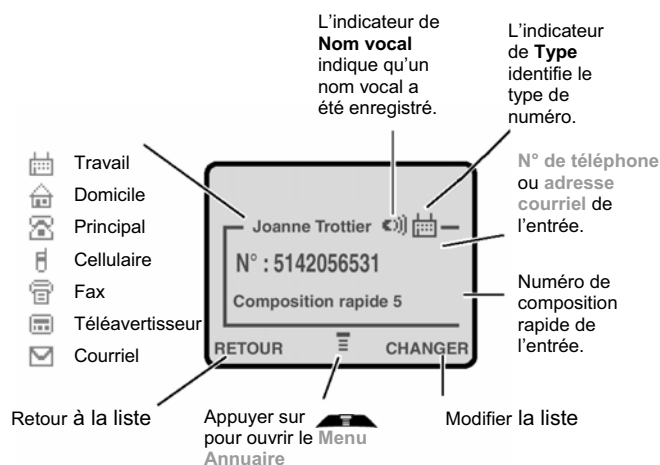 L'indicateur de
Nom vocal
indique qu'un
nom vocal a
été enregistré.
L'indicateur
de Type
identifie le
type de
numéro.
Travail
Domicile
Principal
Cellulaire
Fax
Téléavertisseur
Courriel
N° de téléphone
ou adresse
courriel de
l'entrée.
Joanne Trottier
N° : 5142056531
Composition rapide 5
RETOUR
CHANGER
Numéro de
composition
rapide de
l'entrée.
Retour à la liste
Appuyer sur
pour ouvrir le Menu
Annuaire
Modifier la liste